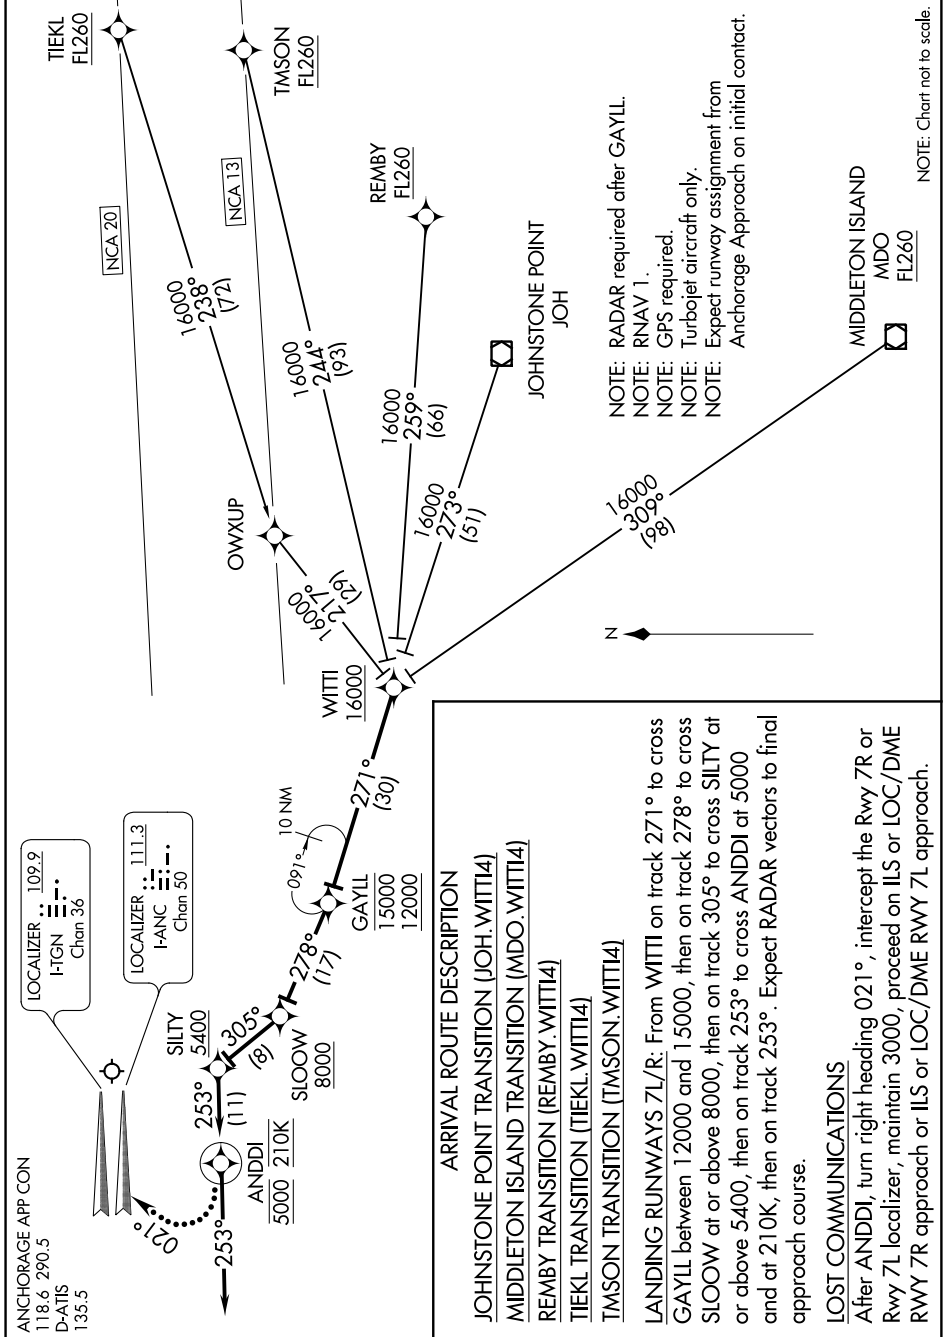 ANCHORAGE APP CON
118.6 290.5
D-ATIS
135.5
LOCALIZER 109.9
I-TGN
Chan 36
LOCALIZER 111.3
I-ANC
Chan 50
TIEKL
FL260
TMSON
FL260
NCA 20
NCA 13
16000
238°
(72)
16000
244°
(93)
REMBY
FL260
OWXUP
16000
217°
(29)
16000
259°
(66)
JOHNSTONE POINT
JOH
16000
273°
(51)
WITTI
16000
271°
(30)
10 NM
091°
GAYLL
15000
12000
278°
(17)
SLOOW
8000
305°
(8)
SILTY
5400
253°
(11)
ANDDI
5000 210K
021°
253°
MIDDLETON ISLAND
MDO
FL260
16000
309°
(98)
N
NOTE: RADAR required after GAYLL.
NOTE: RNAV 1.
NOTE: GPS required.
NOTE: Turbojet aircraft only.
NOTE: Expect runway assignment from
Anchorage Approach on initial contact.
NOTE: Chart not to scale.
ARRIVAL ROUTE DESCRIPTION
JOHNSTONE POINT TRANSITION (JOH.WITTI4)
MIDDLETON ISLAND TRANSITION (MDO.WITTI4)
REMBY TRANSITION (REMBY.WITTI4)
TIEKL TRANSITION (TIEKL.WITTI4)
TMSON TRANSITION (TMSON.WITTI4)
LANDING RUNWAYS 7L/R: From WITTI on track 271° to cross
GAYLL between 12000 and 15000, then on track 278° to cross
SLOOW at or above 8000, then on track 305° to cross SILTY at
or above 5400, then on track 253° to cross ANDDI at 5000
and at 210K, then on track 253°. Expect RADAR vectors to final
approach course.
LOST COMMUNICATIONS
After ANDDI, turn right heading 021°, intercept the Rwy 7R or
Rwy 7L localizer, maintain 3000, proceed on ILS or LOC/DME
RWY 7R approach or ILS or LOC/DME RWY 7L approach.